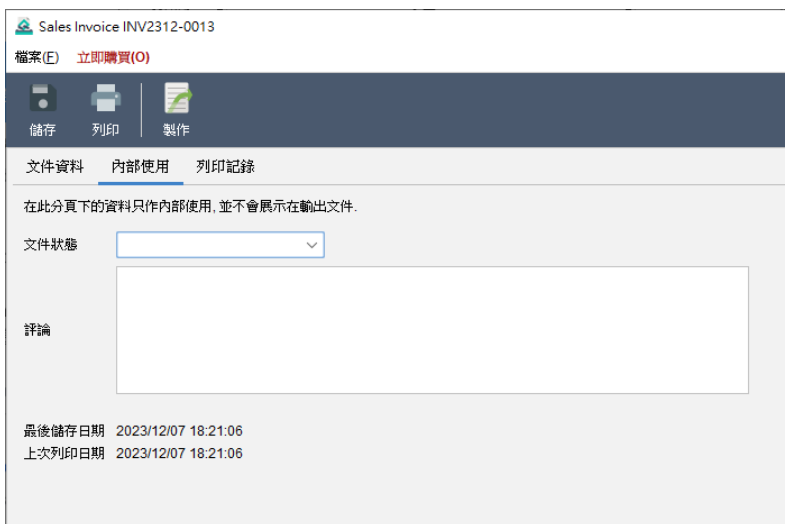 Sales Invoice INV2312-0013
檔案(F) 立即購買(O)
儲存 列印 製作
文件資料 內部使用 列印記錄
在此分頁下的資料只作內部使用, 並不會展示在輸出文件.
文件狀態
評論
最後儲存日期 2023/12/07 18:21:06
上次列印日期 2023/12/07 18:21:06